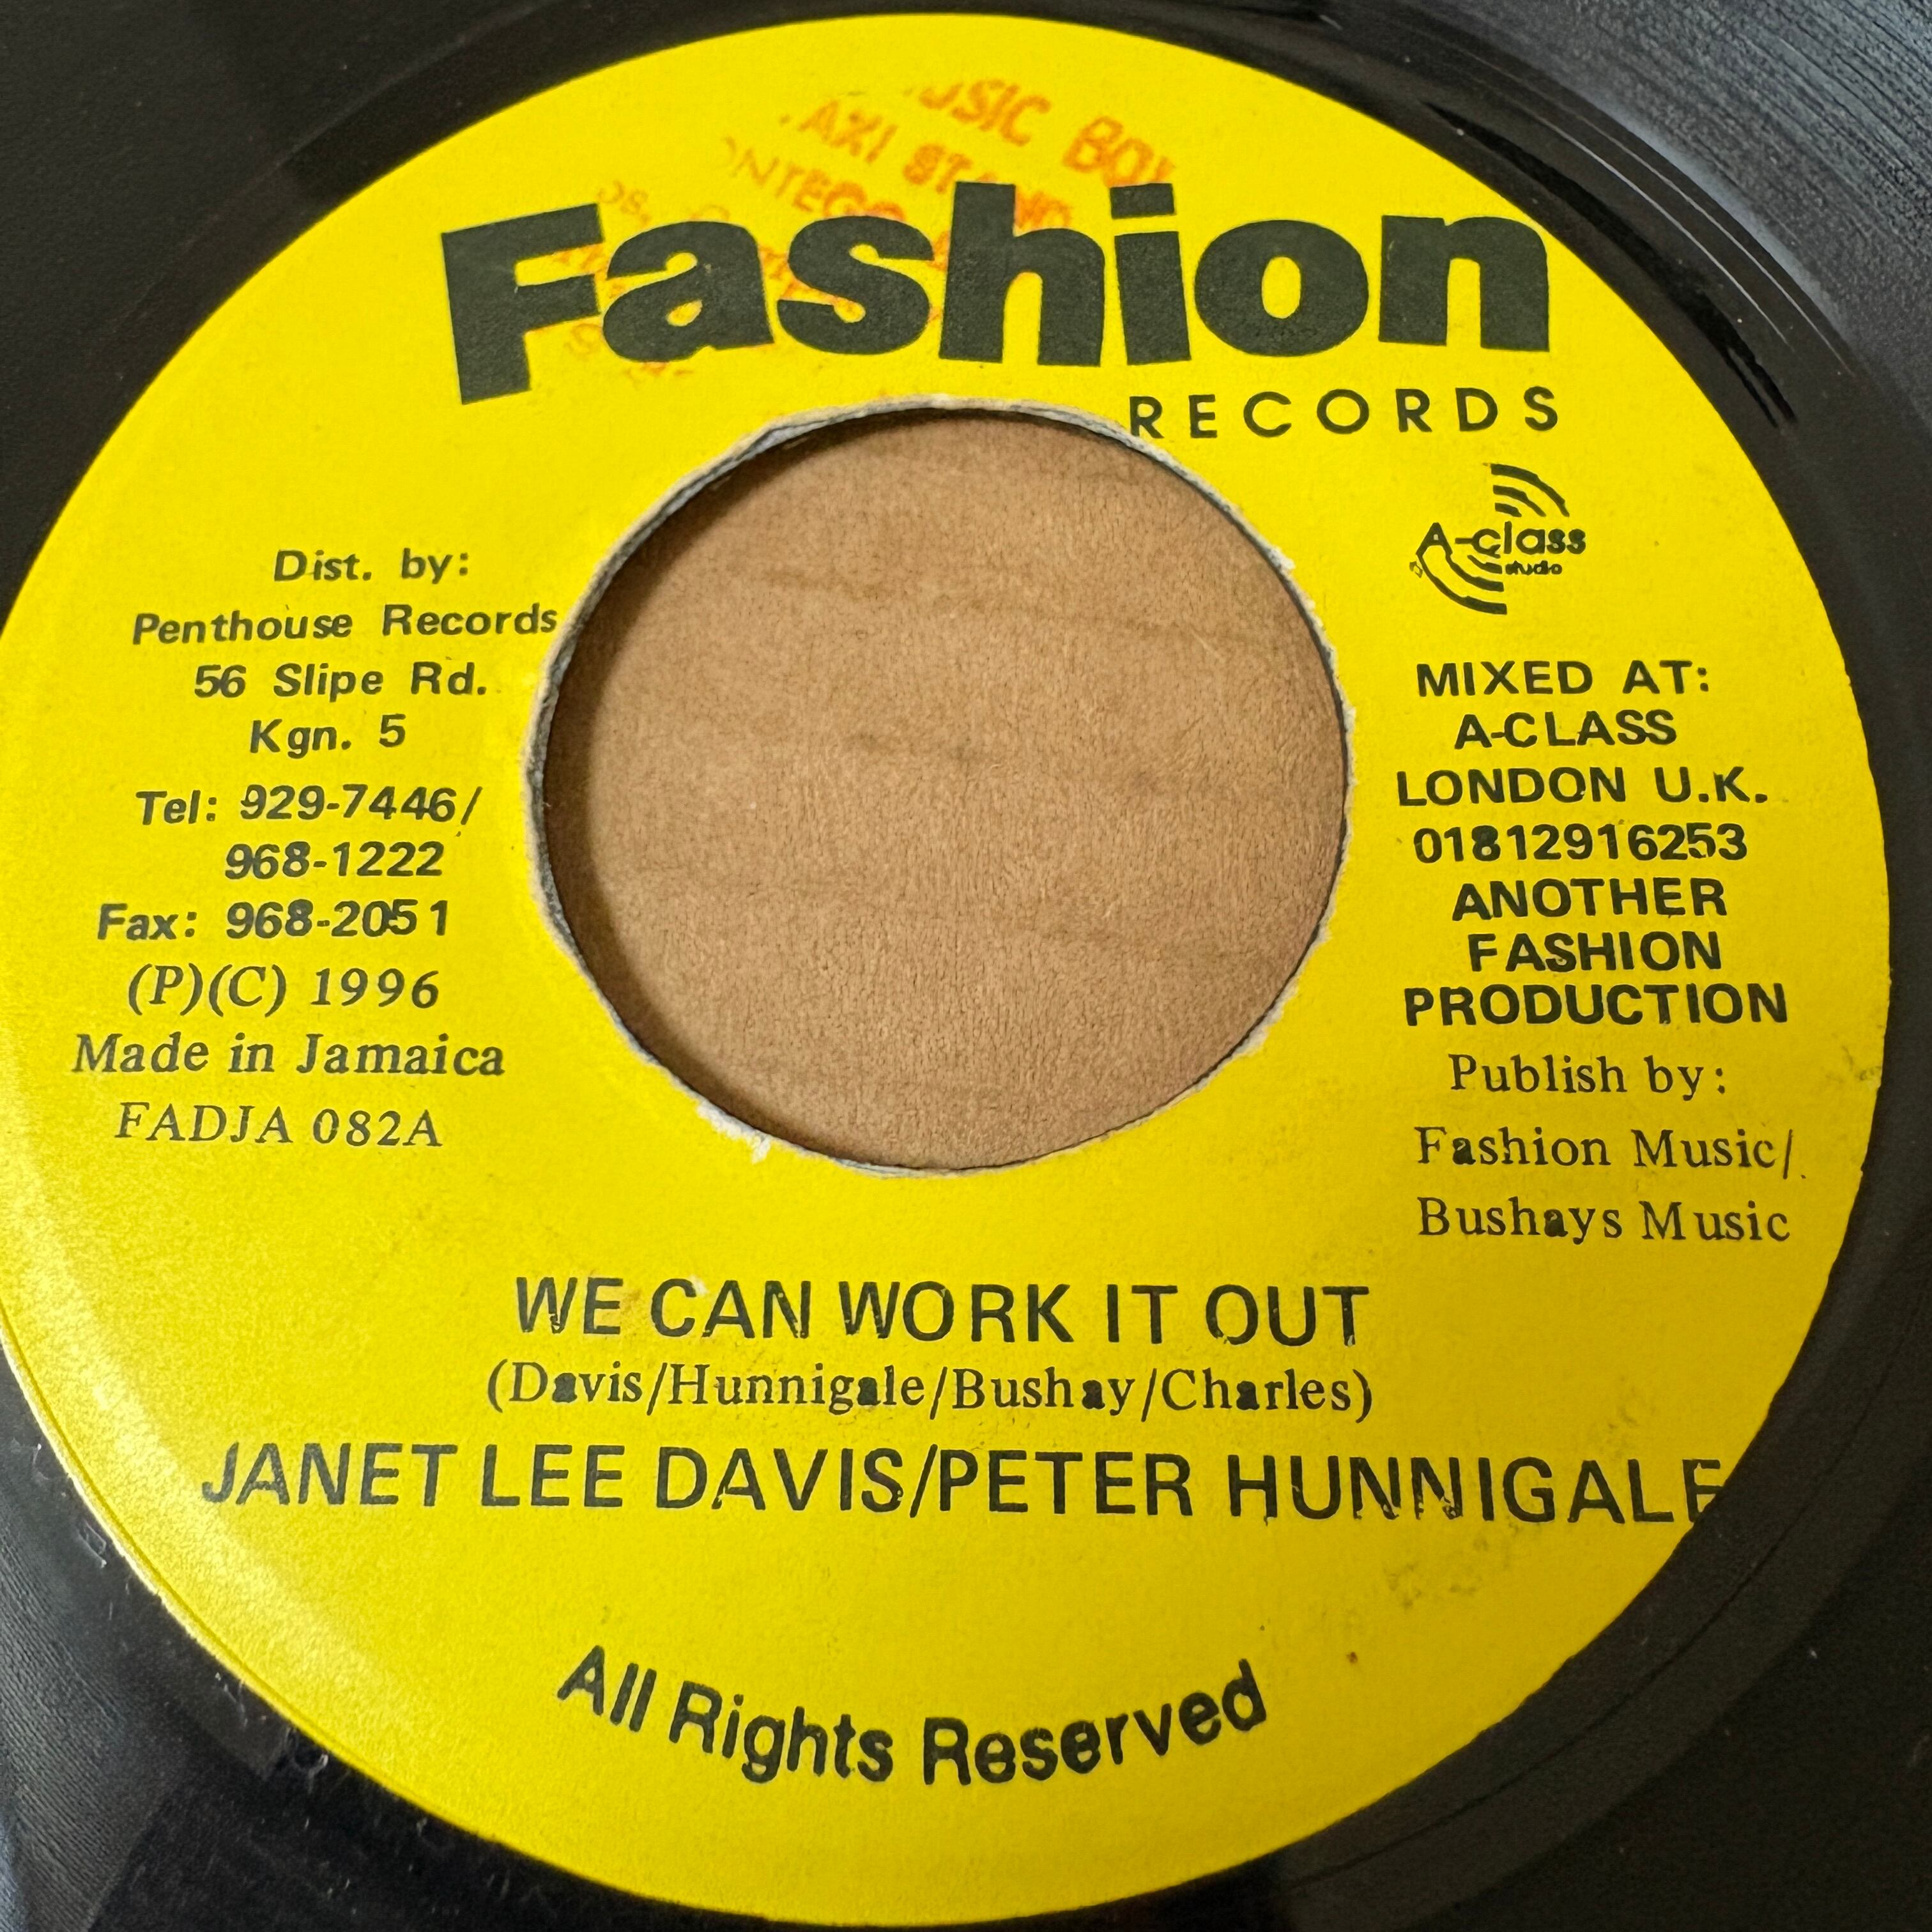 BOX
Fashion
RECORDS
A-class
studio
Dist. by:
Penthouse Records
56 Slipe Rd.
Kgn. 5
Tel: 929-7446/
968-1222
Fax: 968-2051
(P)(C) 1996
Made in Jamaica
FADJA 082A
MIXED AT:
A-CLASS
LONDON U.K.
01812916253
ANOTHER
FASHION
PRODUCTION
Publish by:
Fashion Music/
Bushays Music
WE CAN WORK IT OUT
(Davis/Hunnigale/Bushay/Charles)
JANET LEE DAVIS/PETER HUNNIGALE
All Rights Reserved